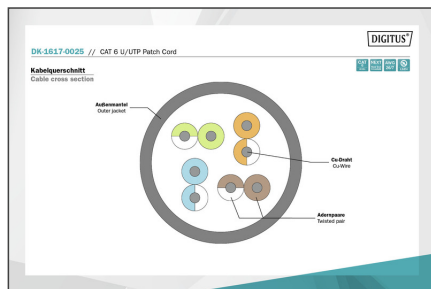 DIGITUS®
DK-1617-0025 // CAT 6 U/UTP Patch Cord
Kabelquerschnitt
Cable cross section
Außenmantel
Outer jacket
Cu-Draht
Cu-Wire
Adernpaare
Twisted pair